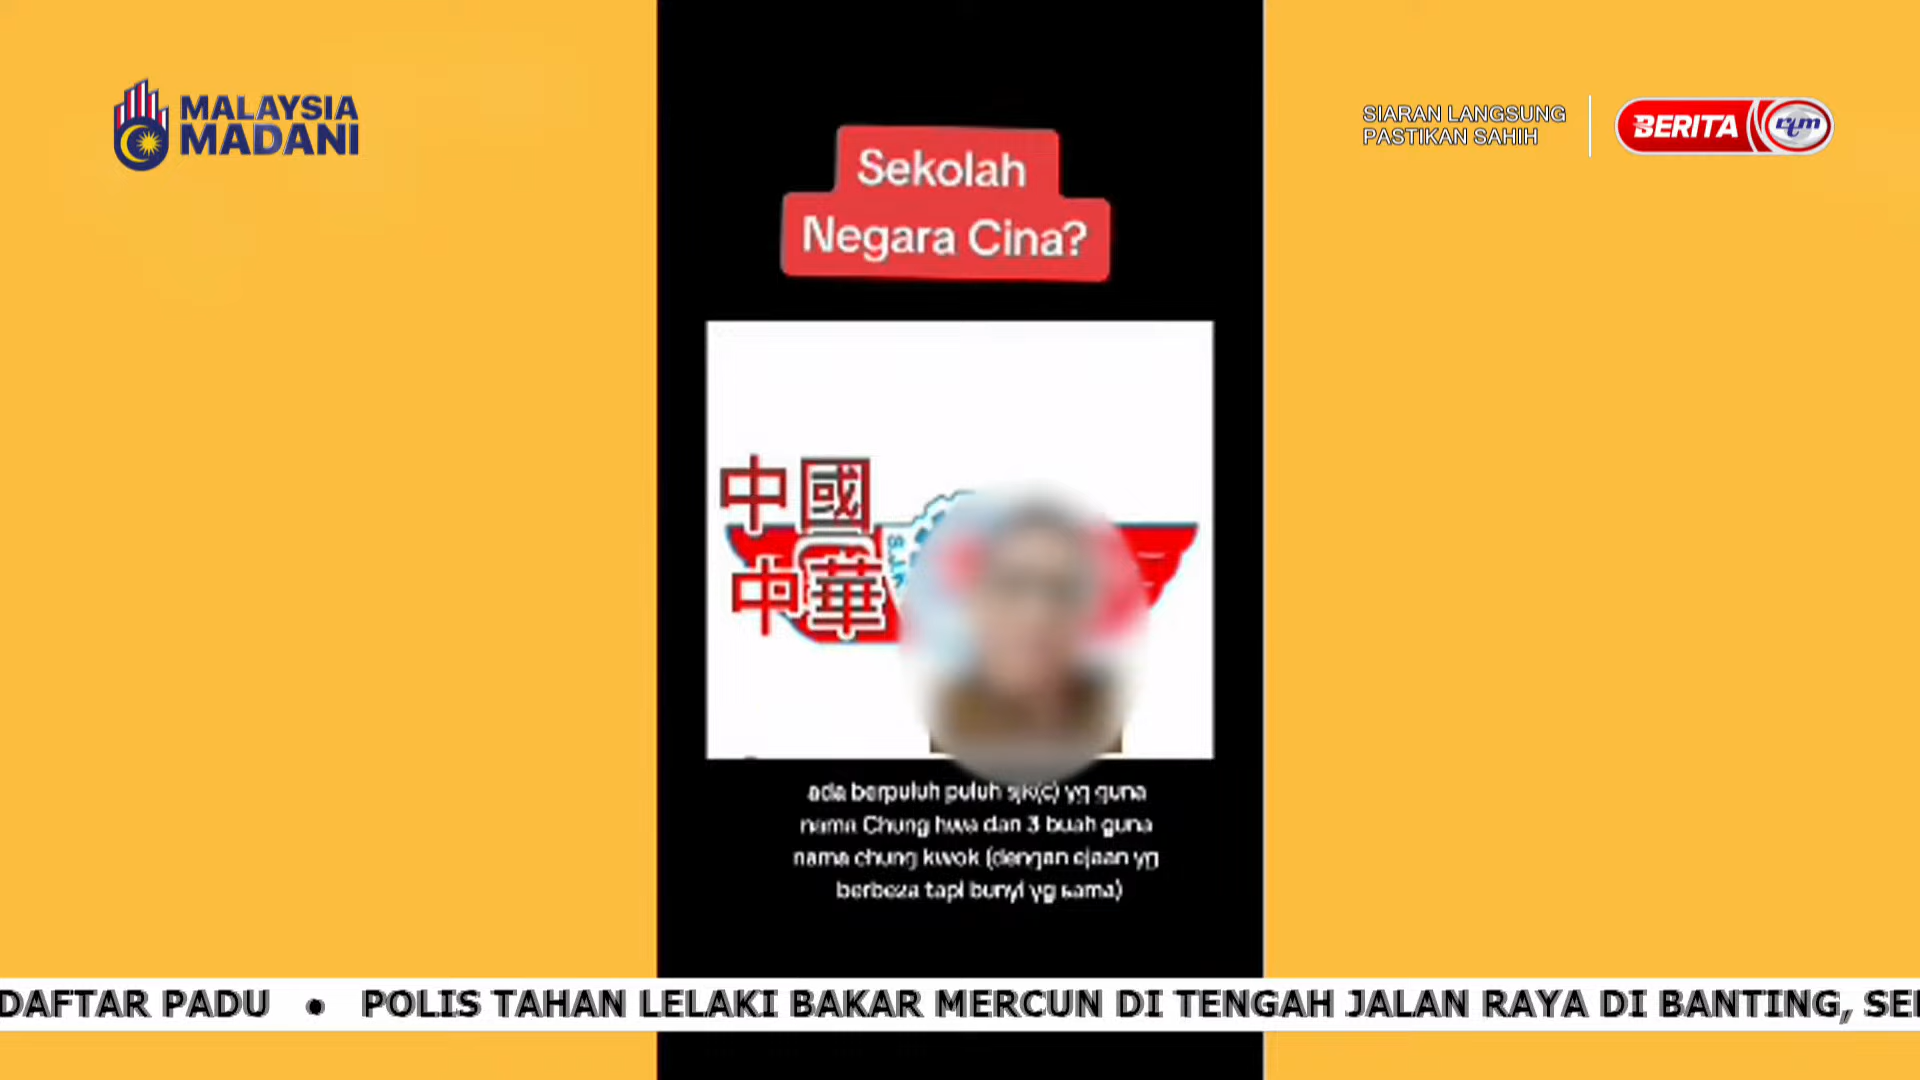 MALAYSIA
MADANI
SIARAN LANGSUNG
PASTIKAN SAHIH
BERITA rtm
Sekolah
Negara Cina?
中國
中華
S.J.K
ada berpuluh puluh sjk(c) yg guna
nama Chung hwa dan 3 buah guna
nama chung kwok (dengan ejaan yg
berbeza tapi bunyi yg sama)
DAFTAR PADU • POLIS TAHAN LELAKI BAKAR MERCUN DI TENGAH JALAN RAYA DI BANTING, SEL